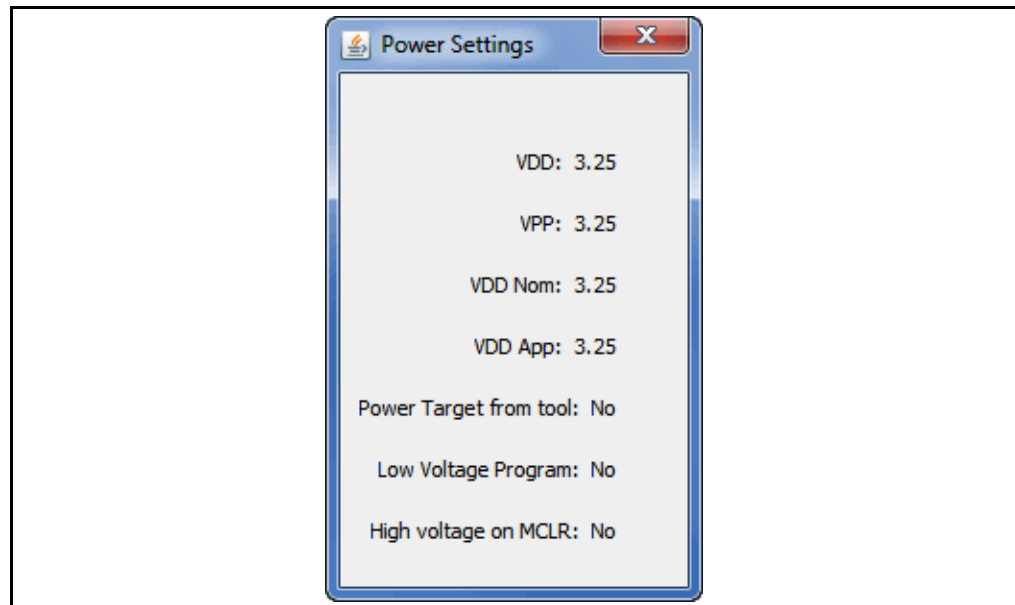 Power Settings
VDD: 3.25
VPP: 3.25
VDD Nom: 3.25
VDD App: 3.25
Power Target from tool: No
Low Voltage Program: No
High voltage on MCLR: No